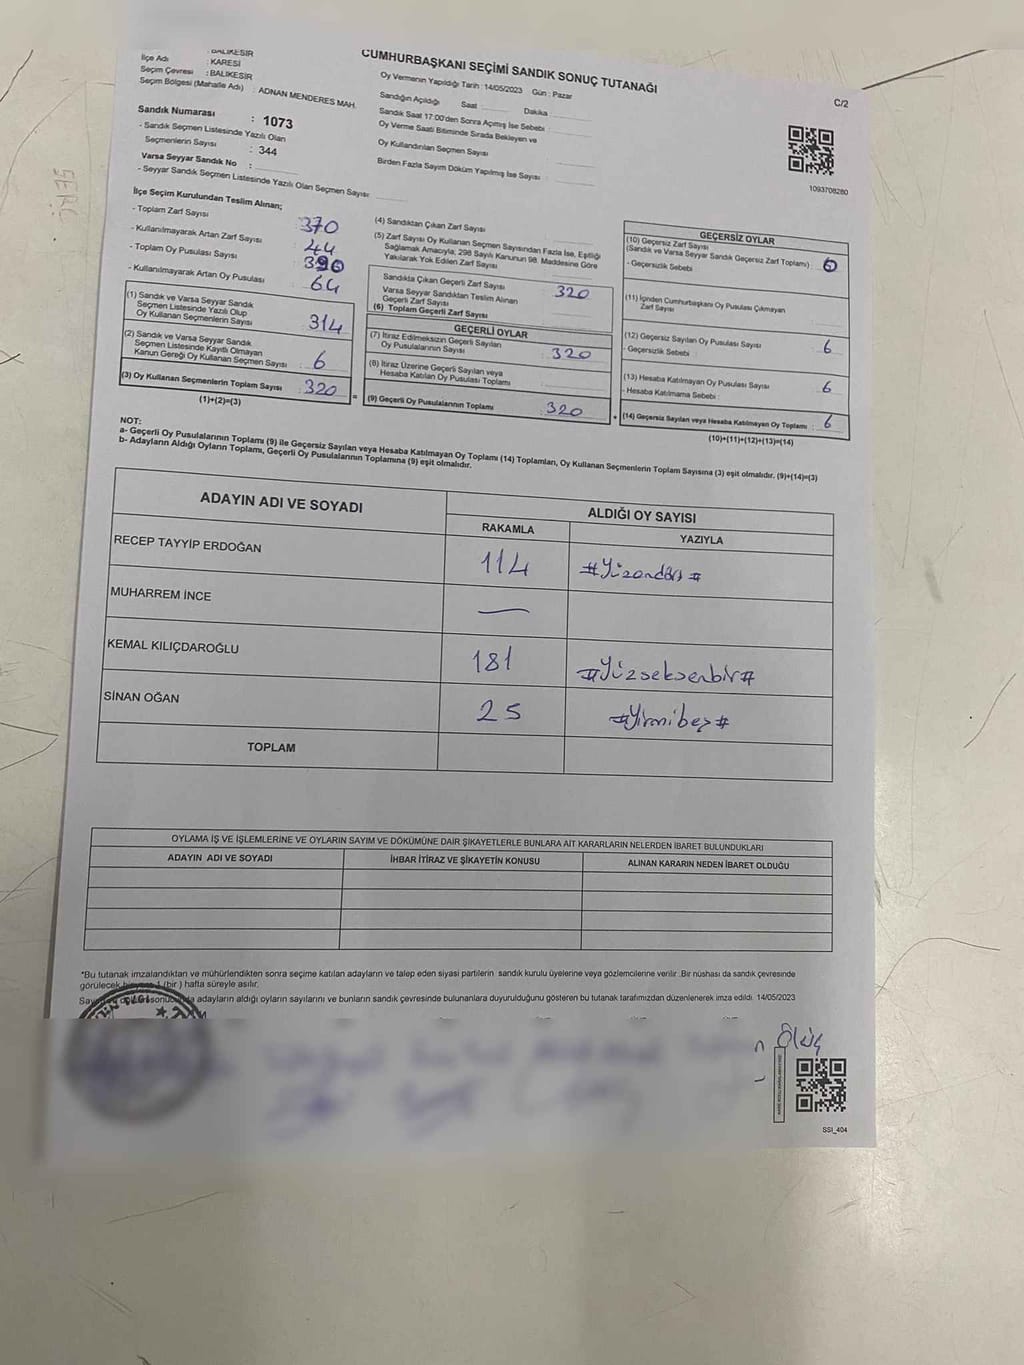 CUMHURBAŞKANI SEÇİMİ SANDIK SONUÇ TUTANAĞI
C/2
BALIKESİR
İlçe Adı : KARESİ
Seçim Çevresi : BALIKESİR
Seçim Bölgesi (Mahalle Adı) : ADNAN MENDERES MAH.
Oy Vermenin Yapıldığı Tarih : 14/05/2023 Gün : Pazar
Sandığın Açıldığı Saat Dakika
Sandık Saat 17:00'den Sonra Açımış İse Sebebi :
Oy Verme Saati Bitiminde Sırada Bekleyen ve
Oy Kullandırılan Seçmen Sayısı
Birden Fazla Sayım Döküm Yapılmış İse Sayısı :
1093708280
Sandık Numarası : 1073
- Sandık Seçmen Listesinde Yazılı Olan
Seçmenlerin Sayısı : 344
Varsa Seyyar Sandık No :
- Seyyar Sandık Seçmen Listesinde Yazılı Olan Seçmen Sayısı
İlçe Seçim Kurulundan Teslim Alınan;
- Toplam Zarf Sayısı : 370
- Kullanılmayarak Artan Zarf Sayısı : 44
- Toplam Oy Pusulası Sayısı : 390
- Kullanılmayarak Artan Oy Pusulası : 64
(1) Sandık ve Varsa Seyyar Sandık
Seçmen Listesinde Yazılı Olup
Oy Kullanan Seçmenlerin Sayısı : 314
(2) Sandık ve Varsa Seyyar Sandık
Seçmen Listesinde Kayıtlı Olmayan
Kanun Gereği Oy Kullanan Seçmen Sayısı : 6
(3) Oy Kullanan Seçmenlerin Toplam Sayısı : 320
(1)+(2)=(3)
(4) Sandıktan Çıkan Zarf Sayısı
(5) Zarf Sayısı Oy Kullanan Seçmen Sayısından Fazla İse, Eşitliği
Sağlamak Amacıyla; 298 Sayılı Kanunun 98. Maddesine Göre
Yakılarak Yok Edilen Zarf Sayısı
Sandıkta Çıkan Geçerli Zarf Sayısı : 320
Varsa Seyyar Sandıktan Teslim Alınan
Geçerli Zarf Sayısı
(6) Toplam Geçerli Zarf Sayısı
GEÇERLİ OYLAR
(7) İtiraz Edilmeksizin Geçerli Sayılan
Oy Pusulalarının Sayısı : 320
(8) İtiraz Üzerine Geçerli Sayılan veya
Hesaba Katılan Oy Pusulası Toplamı
(9) Geçerli Oy Pusulalarının Toplamı : 320
GEÇERSİZ OYLAR
(10) Geçersiz Zarf Sayısı
(Sandık ve Varsa Seyyar Sandık Geçersiz Zarf Toplamı) :
- Geçersizlik Sebebi :
(11) İçinden Cumhurbaşkanı Oy Pusulası Çıkmayan
Zarf Sayısı
(12) Geçersiz Sayılan Oy Pusulası Sayısı : 6
- Geçersizlik Sebebi :
(13) Hesaba Katılmayan Oy Pusulası Sayısı : 6
- Hesaba Katılmama Sebebi :
(14) Geçersiz Sayılan veya Hesaba Katılmayan Oy Toplamı : 6
(10)+(11)+(12)+(13)=(14)
NOT:
a- Geçerli Oy Pusulalarının Toplamı (9) ile Geçersiz Sayılan veya Hesaba Katılmayan Oy Toplamı (14) Toplamları, Oy Kullanan Seçmenlerin Toplam Sayısına (3) eşit olmalıdır. (9)+(14)=(3)
b- Adayların Aldığı Oyların Toplamı, Geçerli Oy Pusulalarının Toplamına (9) eşit olmalıdır.
ADAYIN ADI VE SOYADI ALDIĞI OY SAYISI
RAKAMLA YAZIYLA
RECEP TAYYİP ERDOĞAN 114 #Yüzondört#
MUHARREM İNCE —
KEMAL KILIÇDAROĞLU 181 #Yüzseksenbir#
SİNAN OĞAN 25 #Yirmibeş#
TOPLAM
OYLAMA İŞ VE İŞLEMLERİNE VE OYLARIN SAYIM VE DÖKÜMÜNE DAİR ŞİKAYETLERLE BUNLARA AİT KARARLARIN NELERDEN İBARET BULUNDUKLARI
ADAYIN ADI VE SOYADI İHBAR İTİRAZ VE ŞİKAYETİN KONUSU ALINAN KARARIN NEDEN İBARET OLDUĞU
*Bu tutanak imzalandıktan ve mühürlendikten sonra seçime katılan adayların ve talep eden siyasi partilerin sandık kurulu üyelerine veya gözlemcilerine verilir .Bir nüshası da sandık çevresinde
görülecek 1 (bir ) hafta süreyle asılır.
adayların aldığı oyların sayılarını ve bunların sandık çevresinde bulunanlara duyurulduğunu gösteren bu tutanak tarafımızdan düzenlenerek imza edildi. 14/05/2023
SSI_404